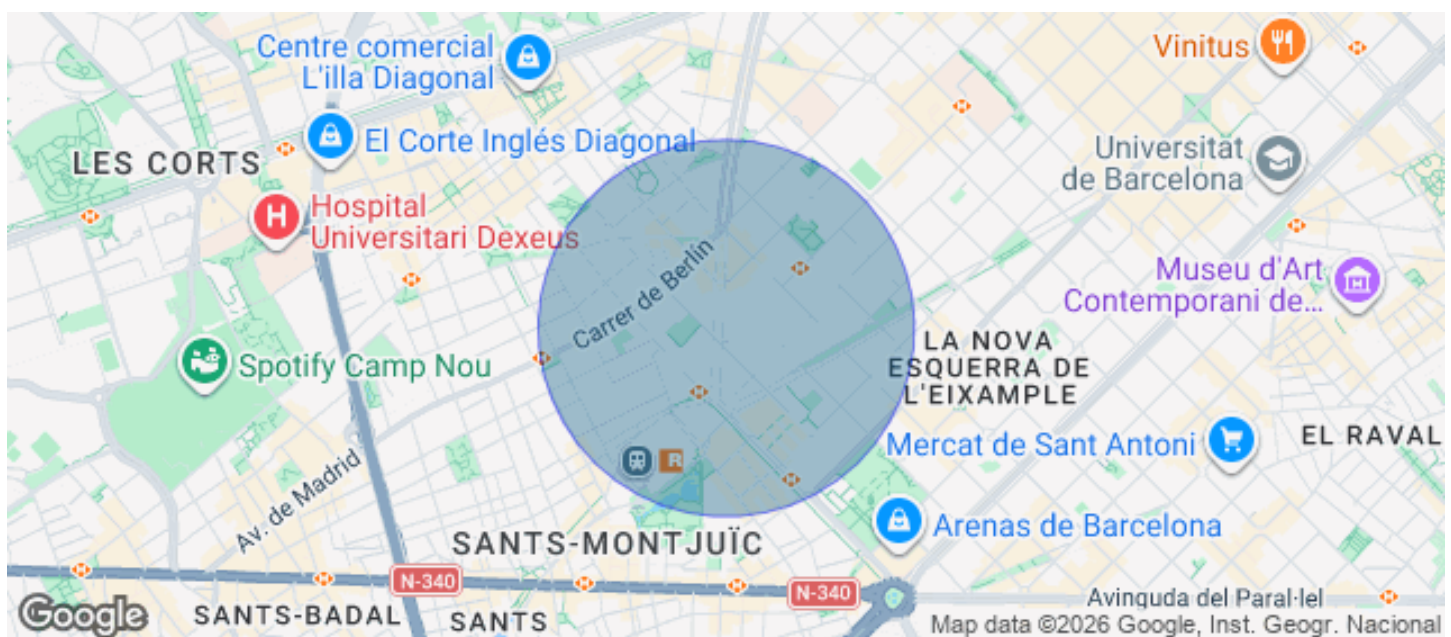 Centre comercial
L'illa Diagonal
Vinitus
El Corte Inglés Diagonal
LES CORTS
Universitat
de Barcelona
H
Hospital
Universitari Dexeus
Carrer de Berlín
Museu d'Art
Contemporani de...
Spotify Camp Nou
LA NOVA
ESQUERRA DE
L'EIXAMPLE
Mercat de Sant Antoni
EL RAVAL
R
Av. de Madrid
Arenas de Barcelona
SANTS-MONTJUÏC
N-340
N-340
Avinguda del Paral·lel
Google
SANTS-BADAL
SANTS
Map data ©2026 Google, Inst. Geogr. Nacional